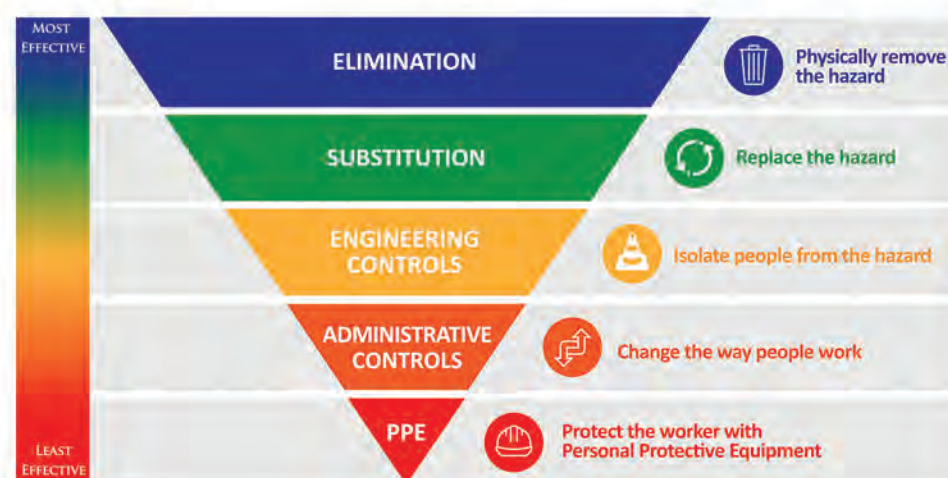 MOST
EFFECTIVE
ELIMINATION
Physically remove
the hazard
SUBSTITUTION
Replace the hazard
ENGINEERING
CONTROLS
Isolate people from the hazard
ADMINISTRATIVE
CONTROLS
Change the way people work
PPE
Protect the worker with
Personal Protective Equipment
LEAST
EFFECTIVE